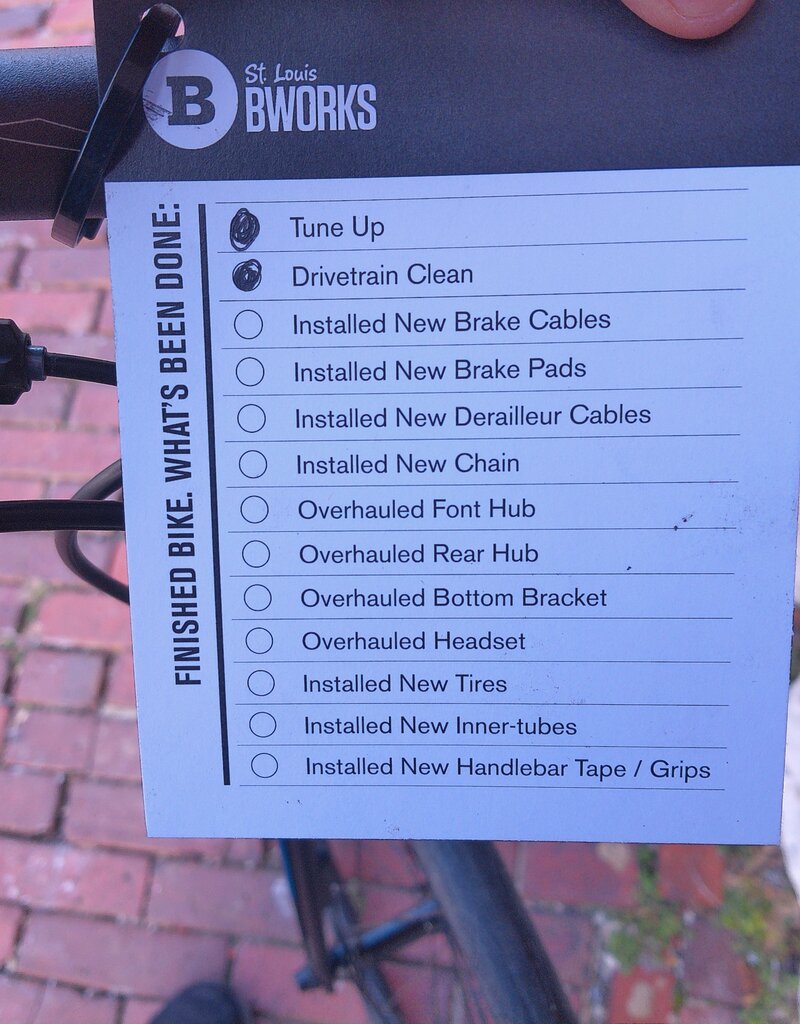 B
St. Louis
BWORKS
FINISHED BIKE. WHAT'S BEEN DONE:
Tune Up
Drivetrain Clean
Installed New Brake Cables
Installed New Brake Pads
Installed New Derailleur Cables
Installed New Chain
Overhauled Font Hub
Overhauled Rear Hub
Overhauled Bottom Bracket
Overhauled Headset
Installed New Tires
Installed New Inner-tubes
Installed New Handlebar Tape / Grips